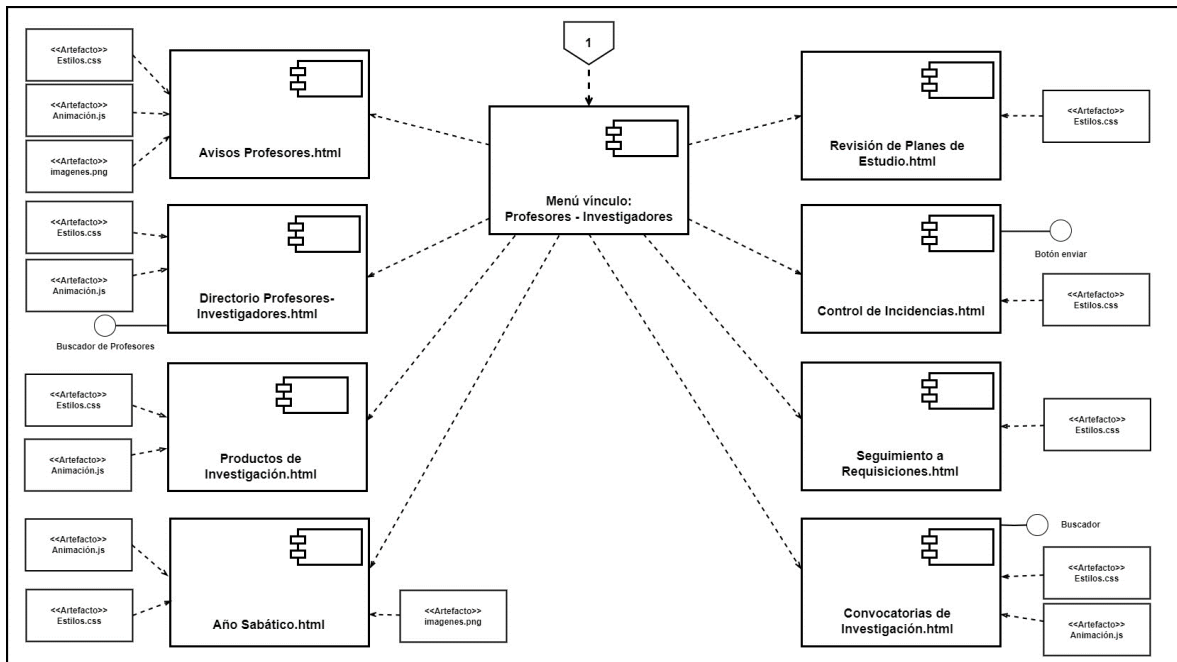 1
<<Artefacto>>
Estilos.css
<<Artefacto>>
Animación.js
<<Artefacto>>
imagenes.png
Avisos Profesores.html
Menú vínculo:
Profesores - Investigadores
Revisión de Planes de
Estudio.html
<<Artefacto>>
Estilos.css
<<Artefacto>>
Estilos.css
<<Artefacto>>
Animación.js
Directorio Profesores-
Investigadores.html
Buscador de Profesores
Control de Incidencias.html
Botón enviar
<<Artefacto>>
Estilos.css
<<Artefacto>>
Estilos.css
<<Artefacto>>
Animación.js
Productos de
Investigación.html
Seguimiento a
Requisiciones.html
<<Artefacto>>
Estilos.css
<<Artefacto>>
Animación.js
<<Artefacto>>
Estilos.css
Año Sabático.html
<<Artefacto>>
imagenes.png
Convocatorias de
Investigación.html
Buscador
<<Artefacto>>
Estilos.css
<<Artefacto>>
Animación.js